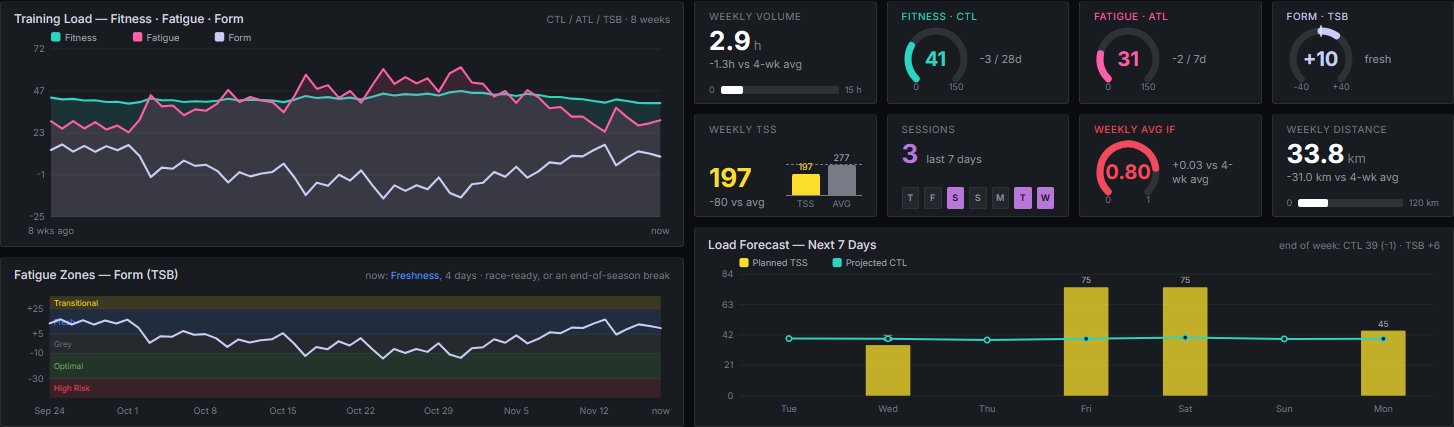 Training Load — Fitness · Fatigue · Form
CTL / ATL / TSB · 8 weeks
Fitness
Fatigue
Form
72
47
23
-1
-25
8 wks ago
now
Fatigue Zones — Form (TSB)
now: Freshness, 4 days · race-ready, or an end-of-season break
Transitional
Fresh
Grey
Optimal
High Risk
+25
+5
-10
-30
Sep 24
Oct 1
Oct 8
Oct 15
Oct 22
Oct 29
Nov 5
Nov 12
now
WEEKLY VOLUME
2.9 h
-1.3h vs 4-wk avg
0
15 h
FITNESS · CTL
41
-3 / 28d
0
150
FATIGUE · ATL
31
-2 / 7d
0
150
FORM · TSB
+10
fresh
-40
+40
WEEKLY TSS
197
-80 vs avg
197
277
TSS
AVG
SESSIONS
3 last 7 days
T F S S M T W
WEEKLY AVG IF
0.80
+0.03 vs 4-
wk avg
0
1
WEEKLY DISTANCE
33.8 km
-31.0 km vs 4-wk avg
0
120 km
Load Forecast — Next 7 Days
end of week: CTL 39 (-1) · TSB +6
Planned TSS
Projected CTL
84
63
42
21
0
75
75
45
Tue
Wed
Thu
Fri
Sat
Sun
Mon